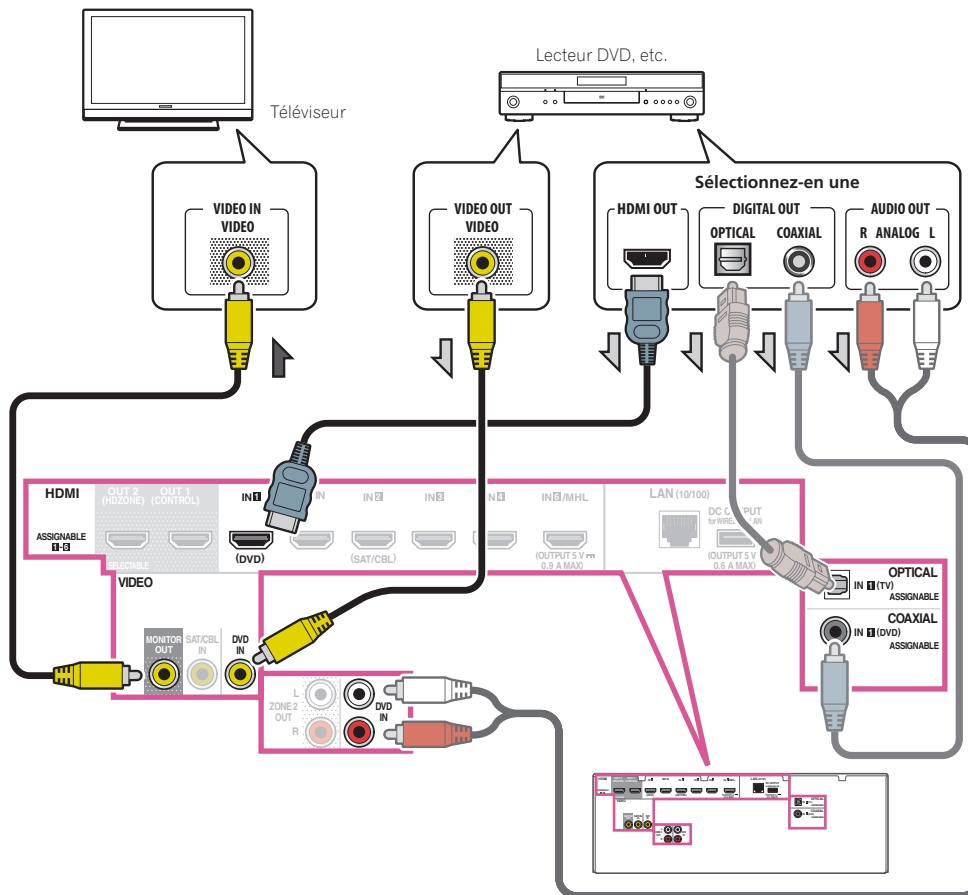 Lecteur DVD, etc.
Téléviseur
Sélectionnez-en une
VIDEO IN
VIDEO
VIDEO OUT
VIDEO
HDMI OUT
DIGITAL OUT
OPTICAL
COAXIAL
AUDIO OUT
R ANALOG L
HDMI
ASSIGNABLE
1-6
OUT 2
(HDZONE)
OUT 1
(CONTROL)
SELECTABLE
IN 1
(DVD)
IN
IN 2
(SAT/CBL)
IN 3
IN 4
IN 6/MHL
(OUTPUT 5 V
0.9 A MAX)
LAN (10/100)
DC OUTPUT
for WIRELESS LAN
(OUTPUT 5 V
0.6 A MAX)
OPTICAL
IN 1 (TV)
ASSIGNABLE
COAXIAL
IN 1 (DVD)
ASSIGNABLE
VIDEO
MONITOR
OUT
SAT/CBL
IN
DVD
IN
L
ZONE 2
OUT
R
DVD
IN